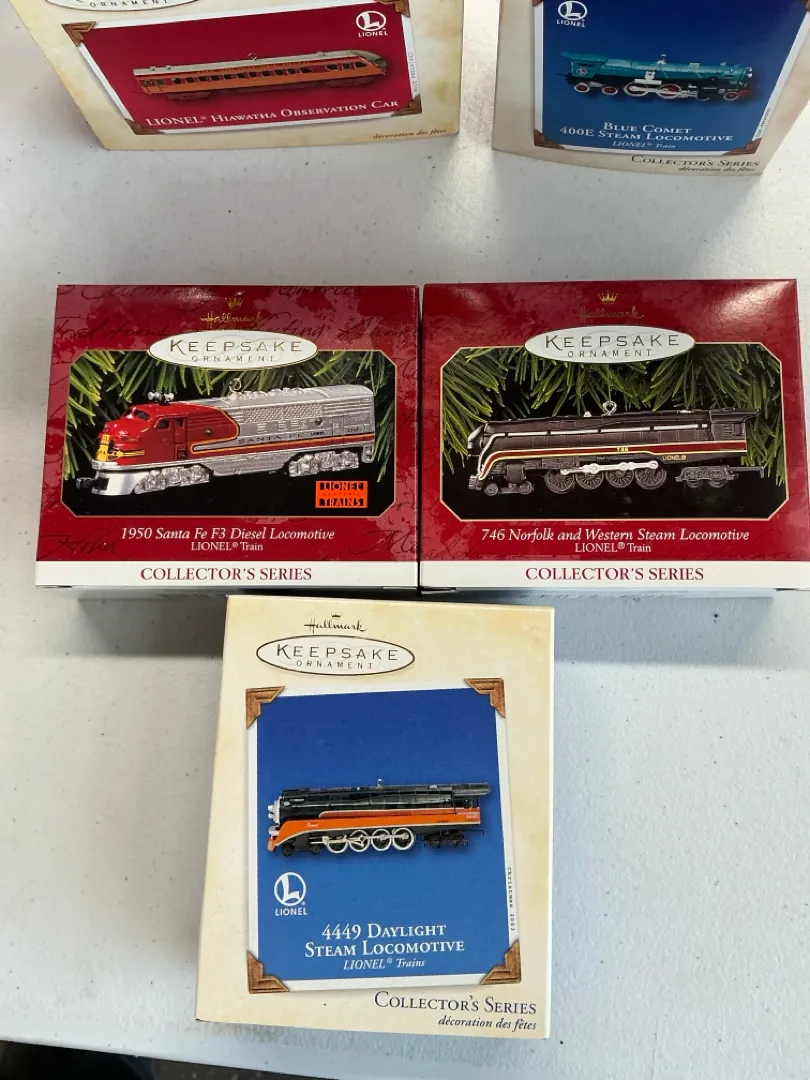 ORNAMENT
LIONEL
LIONEL® HIAWATHA OBSERVATION CAR
décoration des fêtes
LIONEL
BLUE COMET
400E STEAM LOCOMOTIVE
LIONEL® Train
COLLECTOR'S SERIES
décoration des fêtes
Hallmark
KEEPSAKE
ORNAMENT
SANTA FE
LIONEL
ELECTRIC
TRAINS
1950 Santa Fe F3 Diesel Locomotive
LIONEL® Train
COLLECTOR'S SERIES
Hallmark
KEEPSAKE
ORNAMENT
746
LIONEL®
746 Norfolk and Western Steam Locomotive
LIONEL® Train
COLLECTOR'S SERIES
Hallmark
KEEPSAKE
ORNAMENT
Christmas 2003
LIONEL
4449 DAYLIGHT
STEAM LOCOMOTIVE
LIONEL® Trains
COLLECTOR'S SERIES
décoration des fêtes